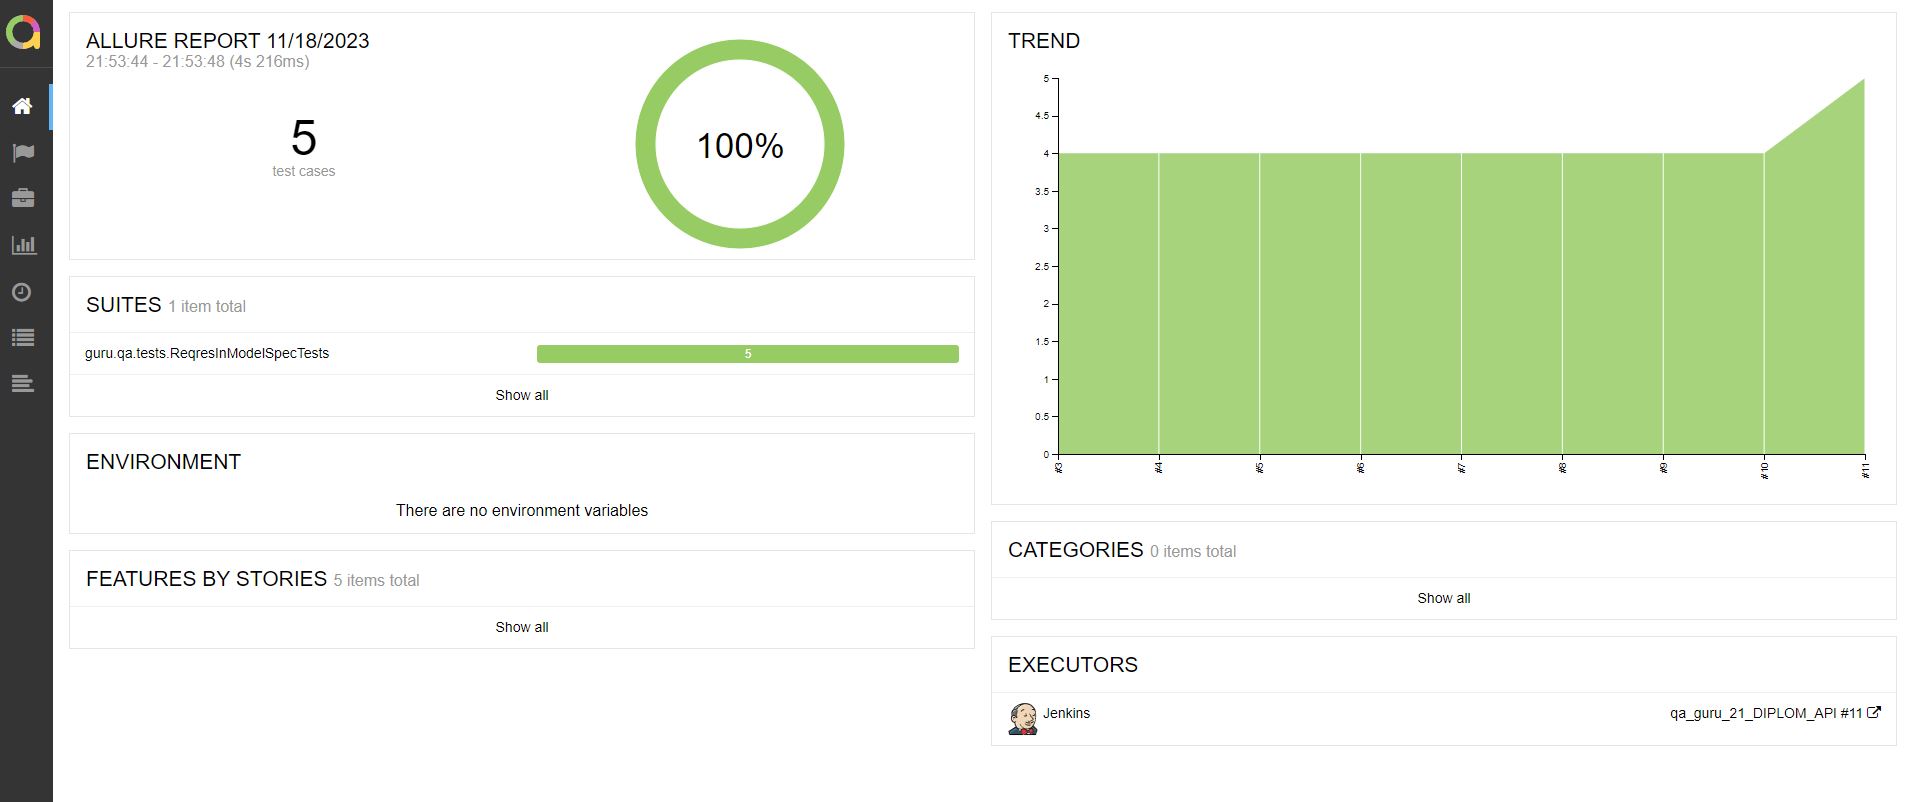 ALLURE REPORT 11/18/2023
21:53:44 - 21:53:48 (4s 216ms)
5
test cases
100%
SUITES 1 item total
guru.qa.tests.ReqresInModelSpecTests 5
Show all
ENVIRONMENT
There are no environment variables
FEATURES BY STORIES 5 items total
Show all
TREND
5
4.5
4
3.5
3
2.5
2
1.5
1
0.5
0
#3 #4 #5 #6 #7 #8 #9 #10 #11
CATEGORIES 0 items total
Show all
EXECUTORS
Jenkins qa_guru_21_DIPLOM_API #11